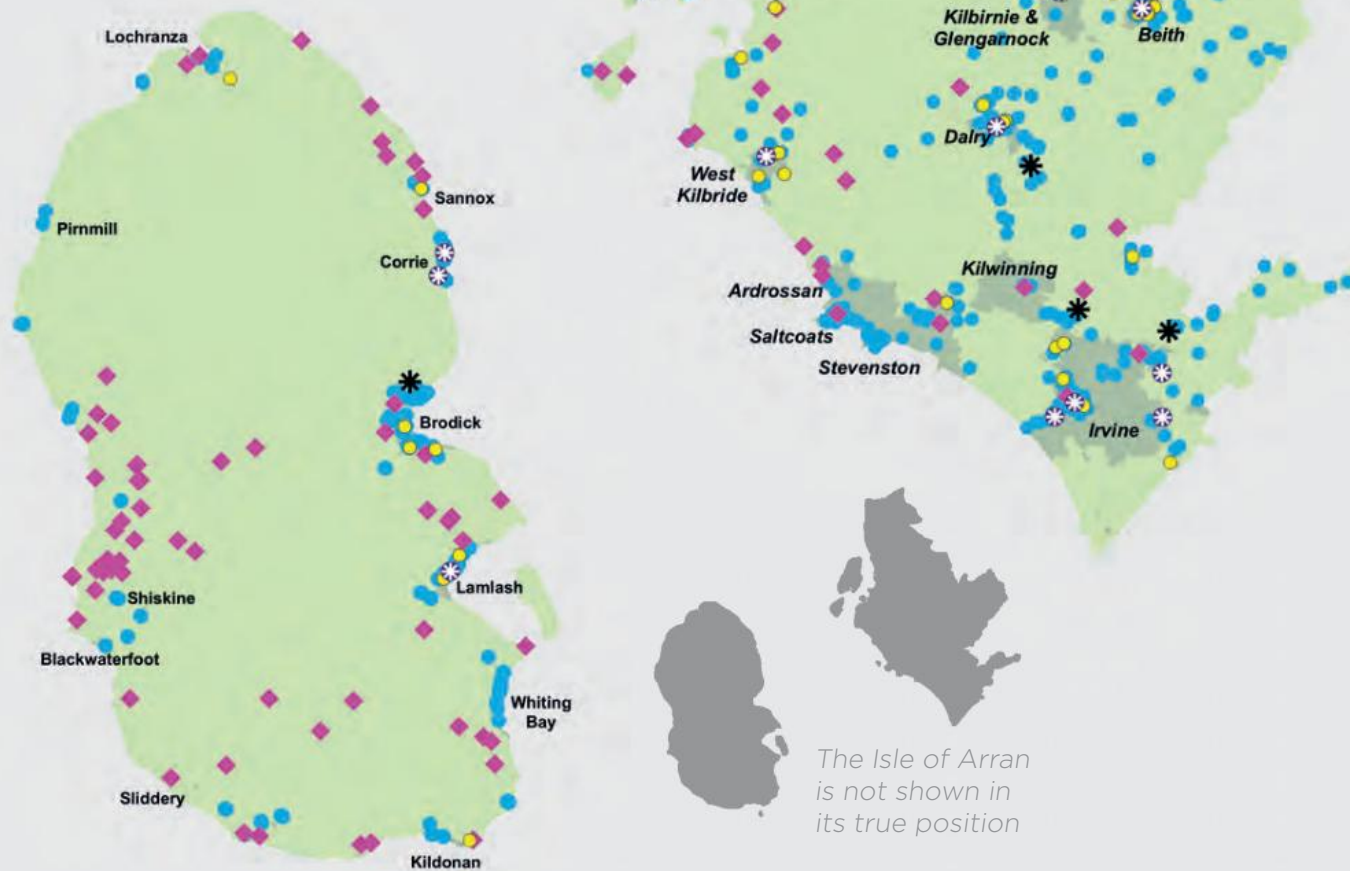 Lochranza
Pirnmill
Sannox
Corrie
Brodick
Lamlash
Shiskine
Blackwaterfoot
Whiting
Bay
Sliddery
Kildonan
Kilbirnie &
Glengarnock
Beith
Dalry
West
Kilbride
Kilwinning
Ardrossan
Saltcoats
Stevenston
Irvine
The Isle of Arran
is not shown in
its true position